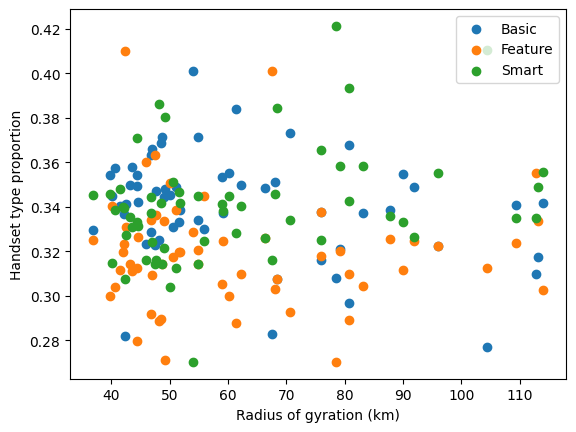 Basic
Feature
Smart
0.42
0.40
0.38
0.36
0.34
0.32
0.30
0.28
Handset type proportion
40 50 60 70 80 90 100 110
Radius of gyration (km)